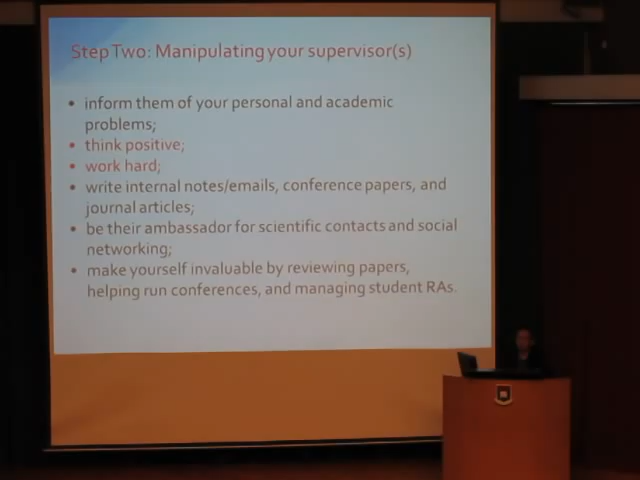 Step Two: Manipulating your supervisor(s)
• inform them of your personal and academic
problems;
• think positive;
• work hard;
• write internal notes/emails, conference papers, and
journal articles;
• be their ambassador for scientific contacts and social
networking;
• make yourself invaluable by reviewing papers,
helping run conferences, and managing student RAs.